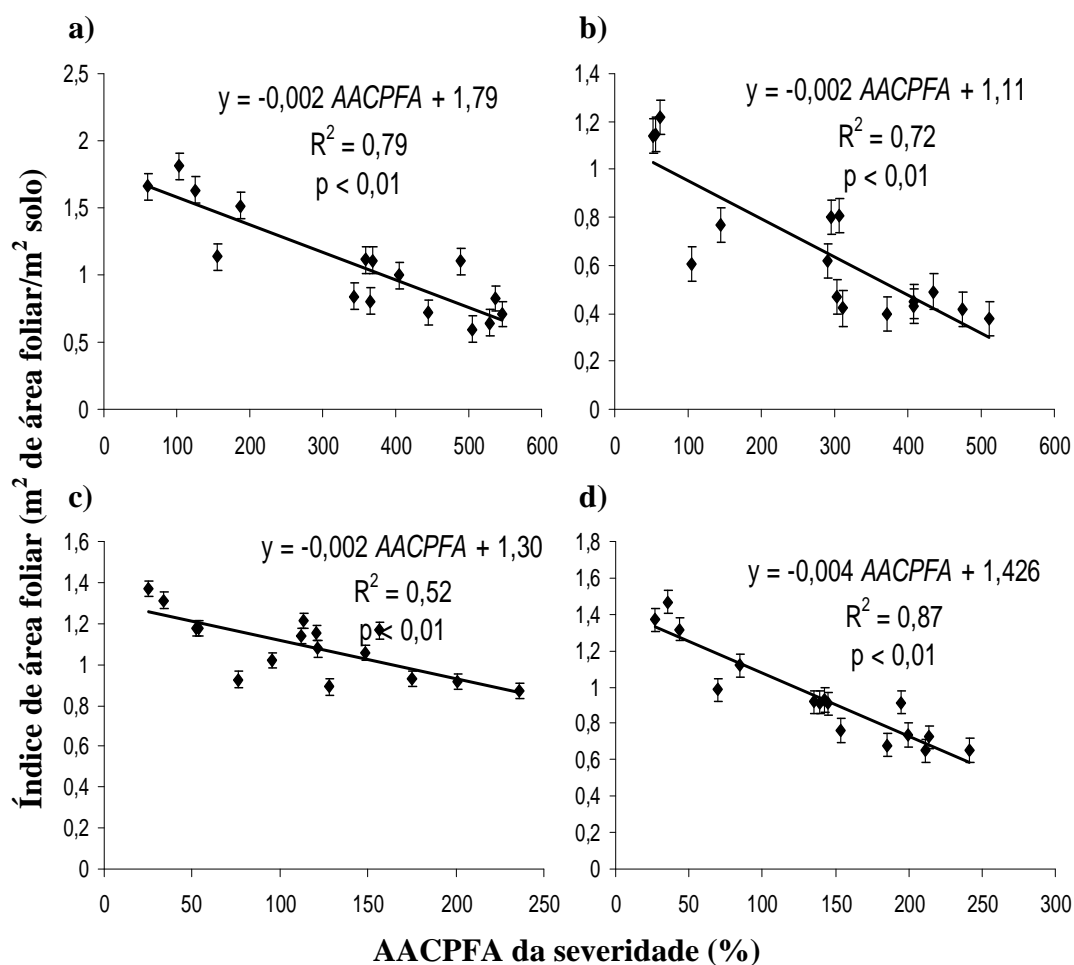 a)
y = -0,002 AACPFA + 1,79
R² = 0,79
p < 0,01
2,5
2
1,5
1
0,5
0
0 100 200 300 400 500 600
b)
y = -0,002 AACPFA + 1,11
R² = 0,72
p < 0,01
1,4
1,2
1
0,8
0,6
0,4
0,2
0
0 100 200 300 400 500 600
c)
y = -0,002 AACPFA + 1,30
R² = 0,52
p < 0,01
1,6
1,4
1,2
1
0,8
0,6
0,4
0,2
0
0 50 100 150 200 250
d)
y = -0,004 AACPFA + 1,426
R² = 0,87
p < 0,01
1,8
1,6
1,4
1,2
1
0,8
0,6
0,4
0,2
0
0 50 100 150 200 250 300
Índice de área foliar (m² de área foliar/m² solo)
AACPFA da severidade (%)